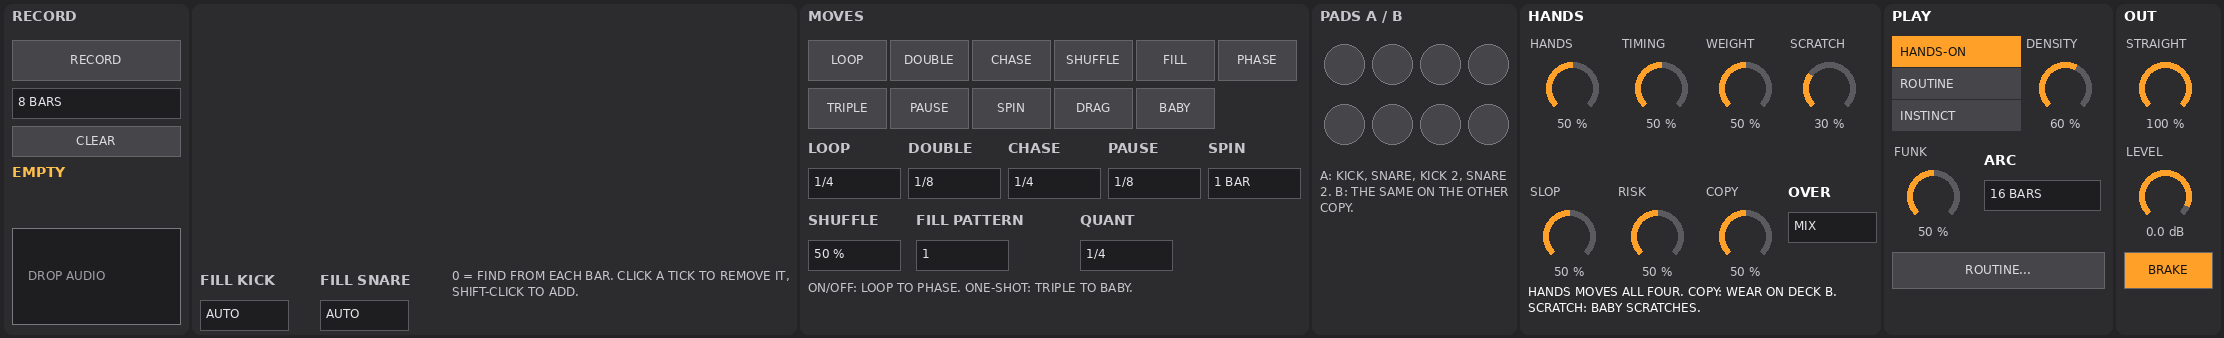 RECORD
RECORD
8 BARS
CLEAR
EMPTY
DROP AUDIO
FILL KICK
AUTO
FILL SNARE
AUTO
0 = FIND FROM EACH BAR. CLICK A TICK TO REMOVE IT,
SHIFT-CLICK TO ADD.
MOVES
LOOP DOUBLE CHASE SHUFFLE FILL PHASE
TRIPLE PAUSE SPIN DRAG BABY
LOOP DOUBLE CHASE PAUSE SPIN
1/4 1/8 1/4 1/8 1 BAR
SHUFFLE FILL PATTERN QUANT
50 % 1 1/4
ON/OFF: LOOP TO PHASE. ONE-SHOT: TRIPLE TO BABY.
PADS A / B
A: KICK, SNARE, KICK 2, SNARE
2. B: THE SAME ON THE OTHER
COPY.
HANDS
HANDS TIMING WEIGHT SCRATCH
50 % 50 % 50 % 30 %
SLOP RISK COPY OVER
MIX
50 % 50 % 50 %
HANDS MOVES ALL FOUR. COPY: WEAR ON DECK B.
SCRATCH: BABY SCRATCHES.
PLAY
HANDS-ON
ROUTINE
INSTINCT
DENSITY
60 %
FUNK
50 %
ARC
16 BARS
ROUTINE...
OUT
STRAIGHT
100 %
LEVEL
0.0 dB
BRAKE